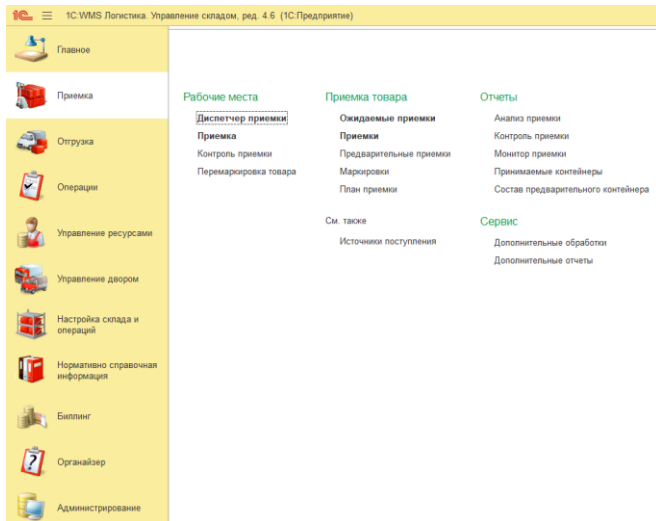 1С:WMS Логистика. Управление складом, ред. 4.6 (1С:Предприятие)
Главное
Приемка
Отгрузка
Операции
Управление ресурсами
Управление двором
Настройка склада и
операций
Нормативно справочная
информация
Биллинг
Органайзер
Администрирование
Рабочие места
Диспетчер приемки
Приемка
Контроль приемки
Перемаркировка товара
Приемка товара
Ожидаемые приемки
Приемки
Предварительные приемки
Маркировки
План приемки
См. также
Источники поступления
Отчеты
Анализ приемки
Контроль приемки
Монитор приемки
Принимаемые контейнеры
Состав предварительного контейнера
Сервис
Дополнительные обработки
Дополнительные отчеты